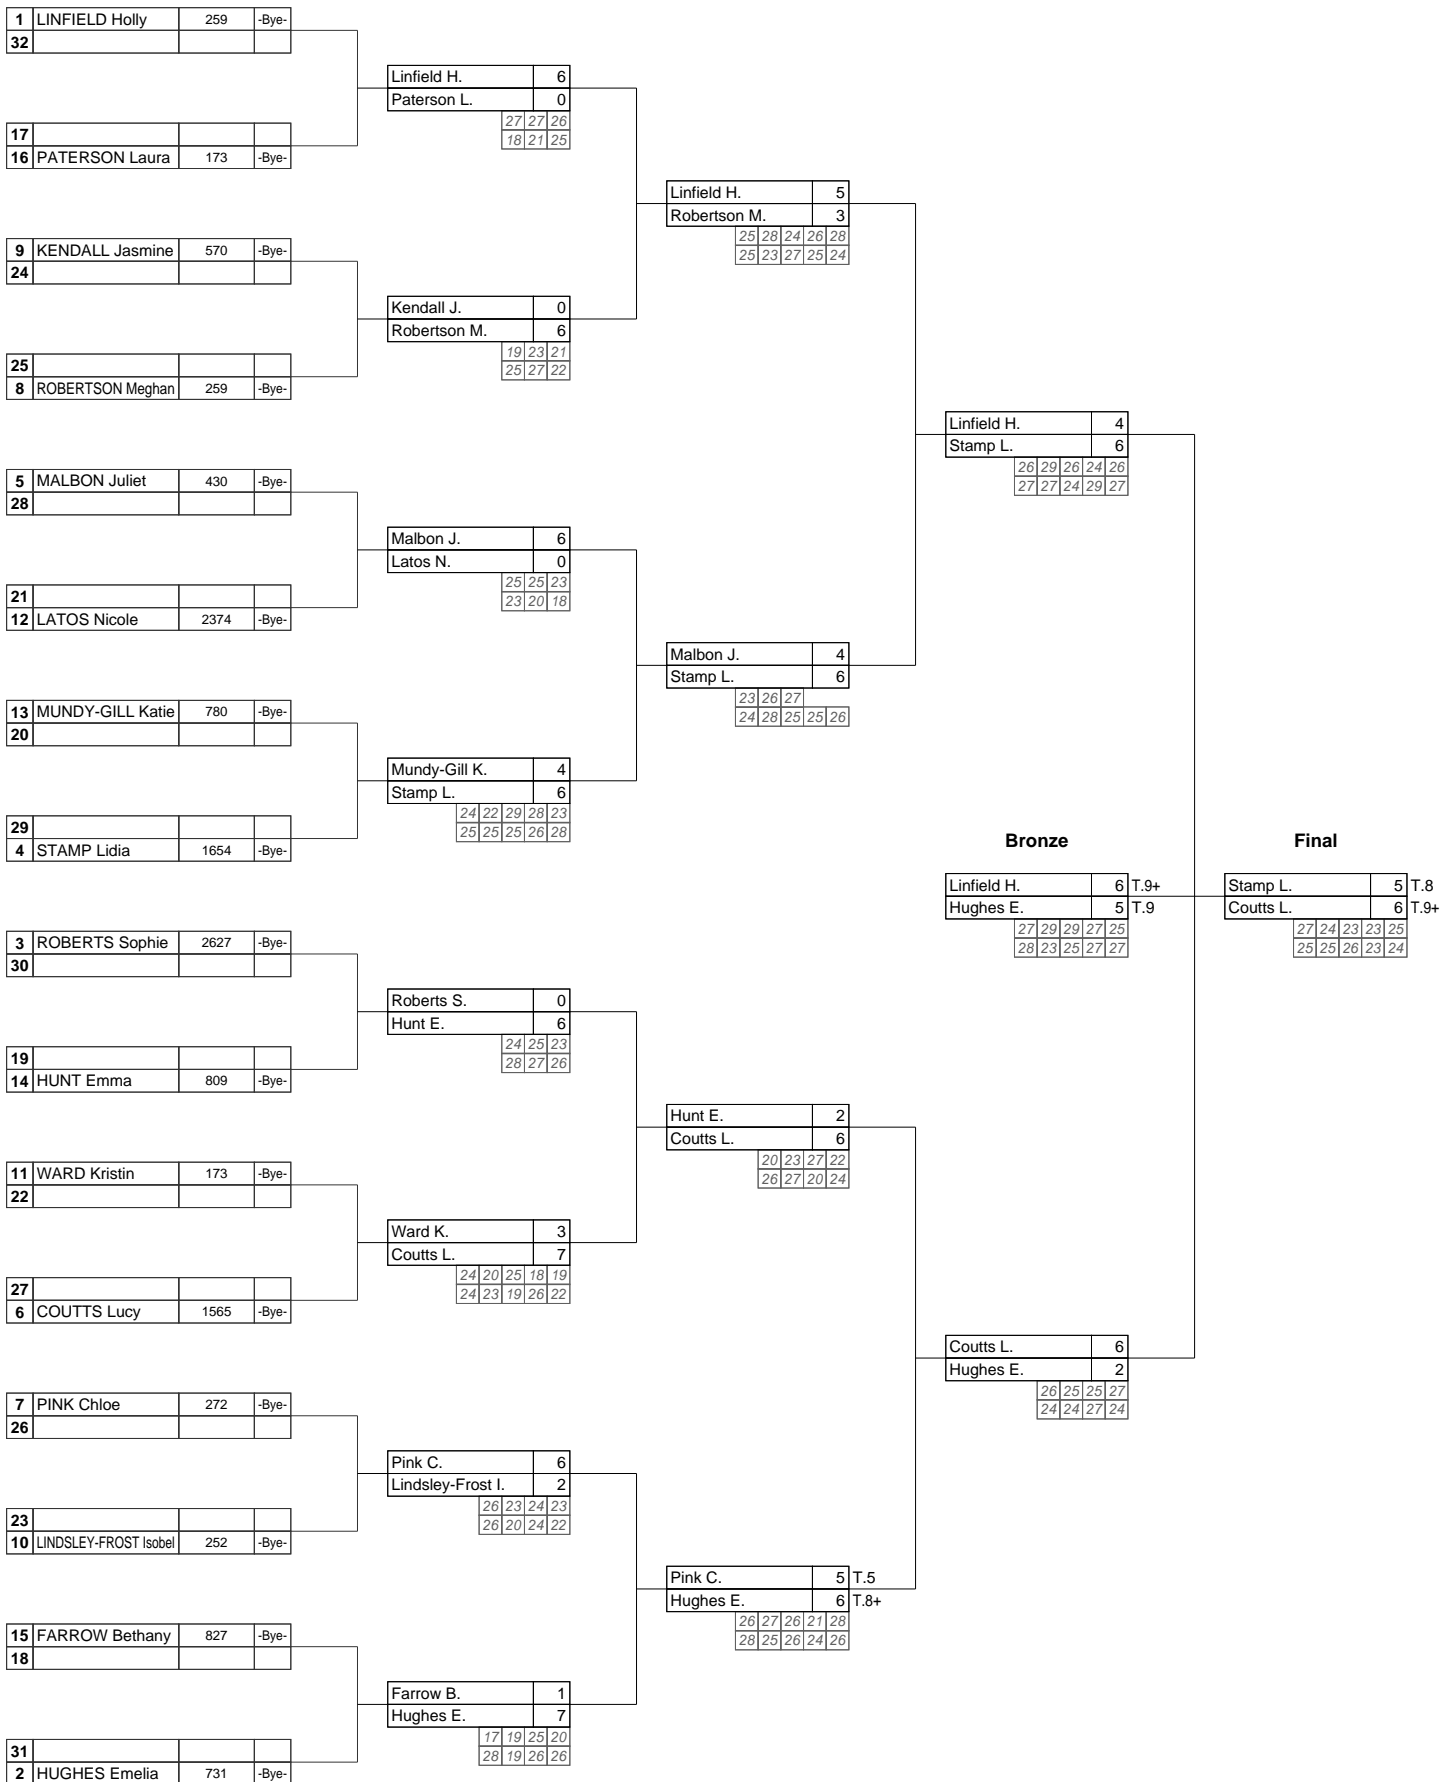 1 LINFIELD Holly 259 -Bye-
32
Linfield H. 6
Paterson L. 0
27 27 26
18 21 25
17
16 PATERSON Laura 173 -Bye-
Linfield H. 5
Robertson M. 3
25 28 24 26 28
25 23 27 25 24
9 KENDALL Jasmine 570 -Bye-
24
Kendall J. 0
Robertson M. 6
19 23 21
25 27 22
25
8 ROBERTSON Meghan 259 -Bye-
Linfield H. 4
Stamp L. 6
26 29 26 24 26
27 27 24 29 27
5 MALBON Juliet 430 -Bye-
28
Malbon J. 6
Latos N. 0
25 25 23
23 20 18
21
12 LATOS Nicole 2374 -Bye-
Malbon J. 4
Stamp L. 6
23 26 27
24 28 25 25 26
13 MUNDY-GILL Katie 780 -Bye-
20
Mundy-Gill K. 4
Stamp L. 6
24 22 29 28 23
25 25 25 26 28
29
4 STAMP Lidia 1654 -Bye-
Bronze
Final
Linfield H. 6 T.9+
Hughes E. 5 T.9
27 29 29 27 25
28 23 25 27 27
Stamp L. 5 T.8
Coutts L. 6 T.9+
27 24 23 23 25
25 25 26 23 24
3 ROBERTS Sophie 2627 -Bye-
30
Roberts S. 0
Hunt E. 6
24 25 23
28 27 26
19
14 HUNT Emma 809 -Bye-
Hunt E. 2
Coutts L. 6
20 23 27 22
26 27 20 24
11 WARD Kristin 173 -Bye-
22
Ward K. 3
Coutts L. 7
24 20 25 18 19
24 23 19 26 22
27
6 COUTTS Lucy 1565 -Bye-
Coutts L. 6
Hughes E. 2
26 25 25 27
24 24 27 24
7 PINK Chloe 272 -Bye-
26
Pink C. 6
Lindsley-Frost I. 2
26 23 24 23
26 20 24 22
23
10 LINDSLEY-FROST Isobel 252 -Bye-
Pink C. 5 T.5
Hughes E. 6 T.8+
26 27 26 21 28
28 25 26 24 26
15 FARROW Bethany 827 -Bye-
18
Farrow B. 1
Hughes E. 7
17 19 25 20
28 19 26 26
31
2 HUGHES Emelia 731 -Bye-